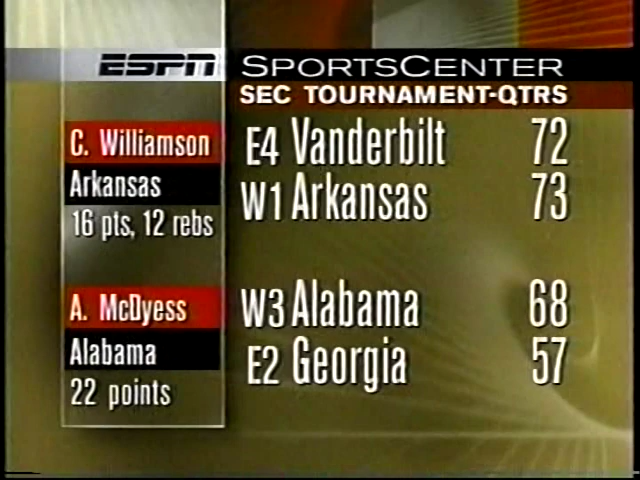 ESPN SPORTSCENTER
SEC TOURNAMENT-QTRS
C. Williamson
Arkansas
16 pts, 12 rebs
E4 Vanderbilt 72
W1 Arkansas 73
A. McDyess
Alabama
22 points
W3 Alabama 68
E2 Georgia 57